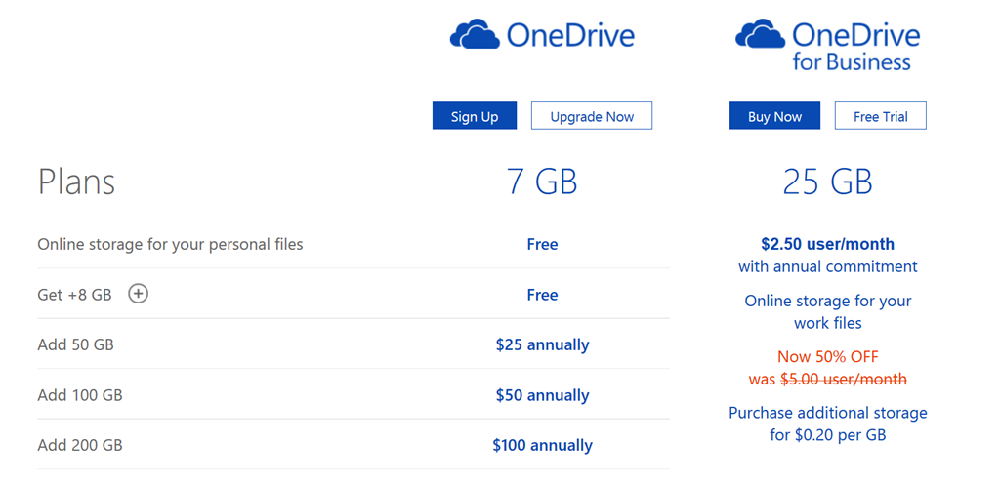 OneDrive
OneDrive
for Business
Sign Up
Upgrade Now
Buy Now
Free Trial
Plans
7 GB
25 GB
Online storage for your personal files
Free
Get +8 GB
Free
Add 50 GB
$25 annually
Add 100 GB
$50 annually
Add 200 GB
$100 annually
$2.50 user/month
with annual commitment
Online storage for your
work files
Now 50% OFF
was $5.00 user/month
Purchase additional storage
for $0.20 per GB